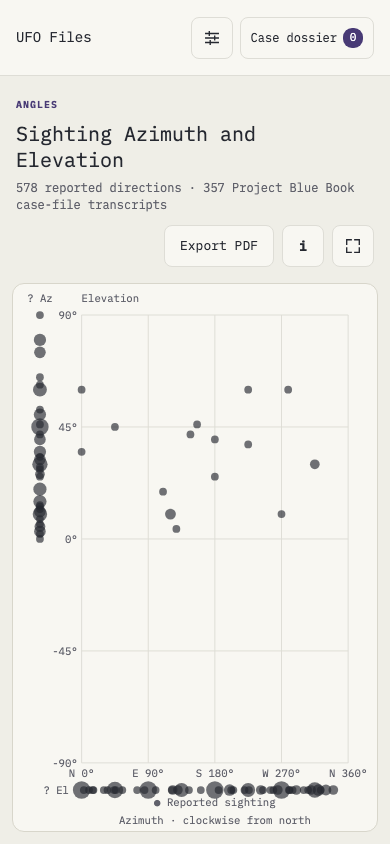 UFO Files
Case dossier 0
ANGLES
Sighting Azimuth and
Elevation
578 reported directions · 357 Project Blue Book
case-file transcripts
Export PDF
i
? Az Elevation
90°
45°
0°
-45°
-90°
N 0° E 90° S 180° W 270° N 360°
? El
Reported sighting
Azimuth · clockwise from north